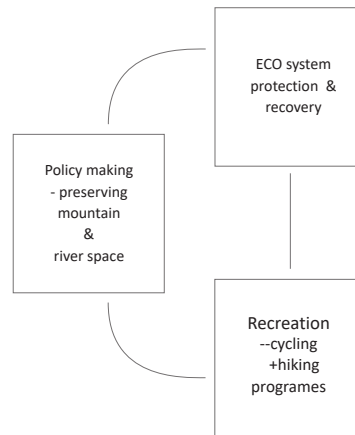 ECO system
protection & 
recovery
Policy making
- preserving
mountain
&
river space
Recreation
--cycling
+hiking
programes